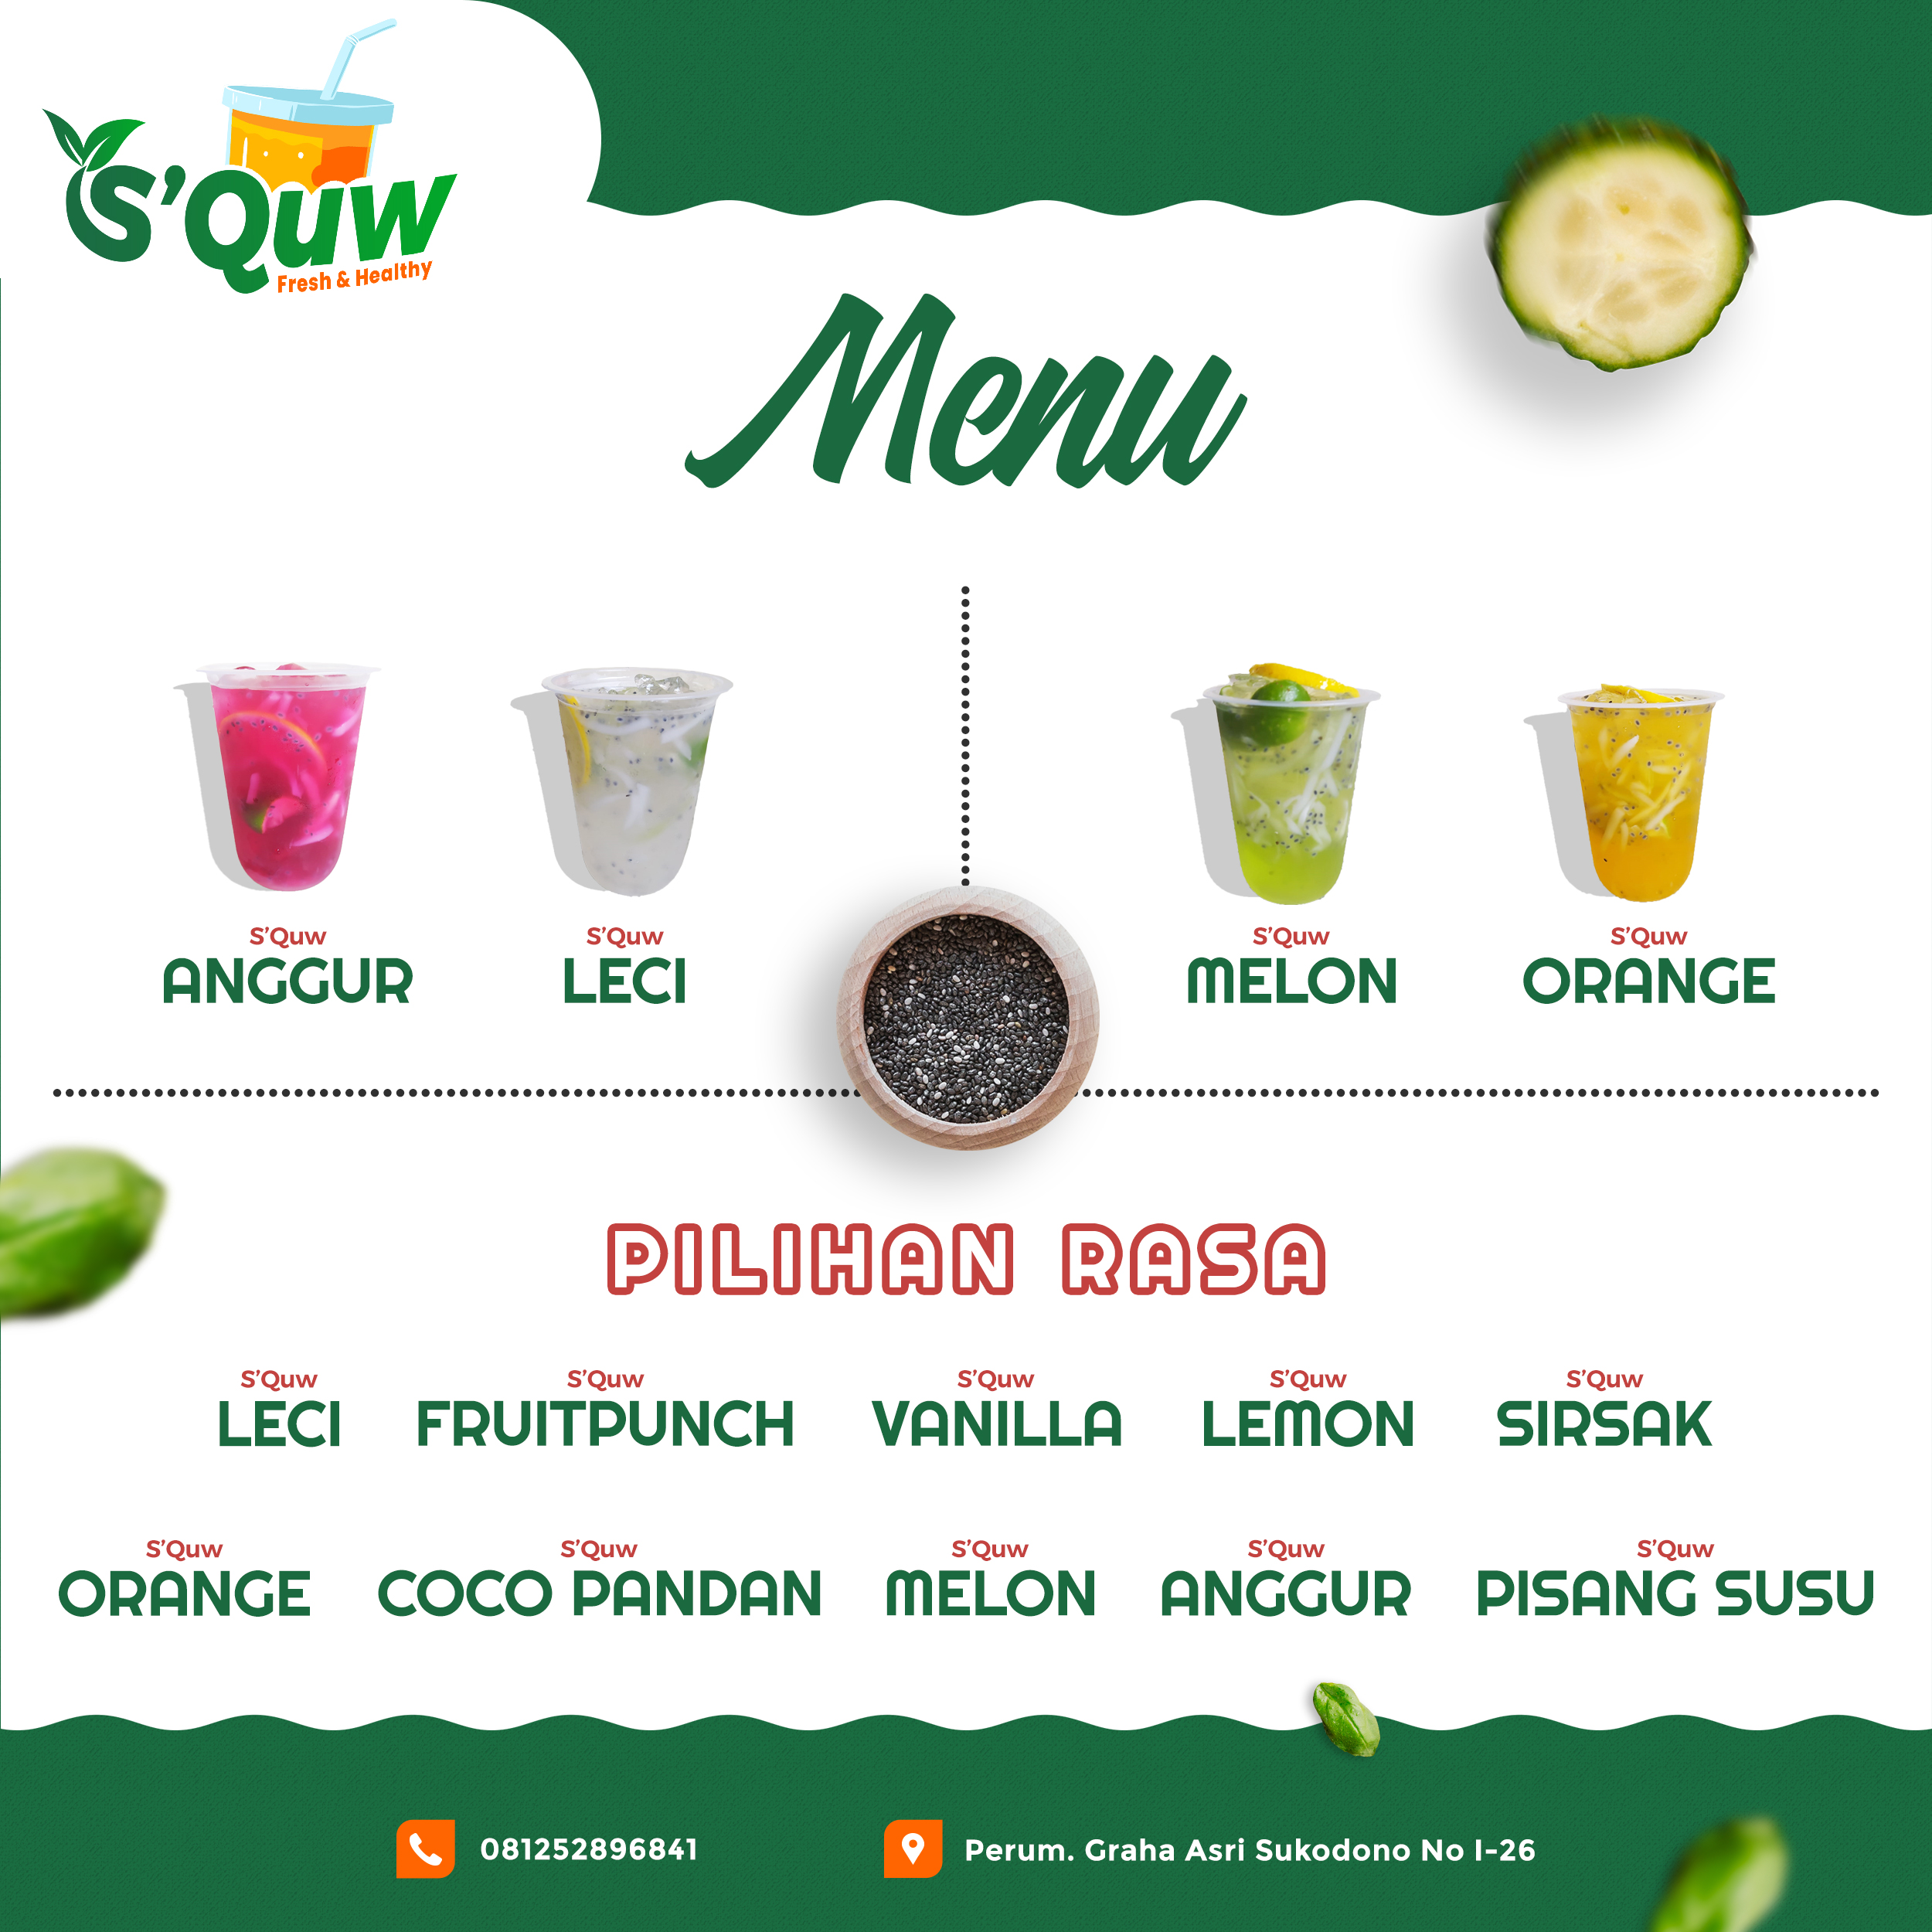 S'Quw
Fresh & Healthy
Menu
S'Quw S'Quw S'Quw S'Quw
ANGGUR LECI MELON ORANGE
PILIHAN RASA
S'Quw S'Quw S'Quw S'Quw S'Quw
LECI FRUITPUNCH VANILLA LEMON SIRSAK
S'Quw S'Quw S'Quw S'Quw S'Quw
ORANGE COCO PANDAN MELON ANGGUR PISANG SUSU
081252896841 Perum. Graha Asri Sukodono No I-26